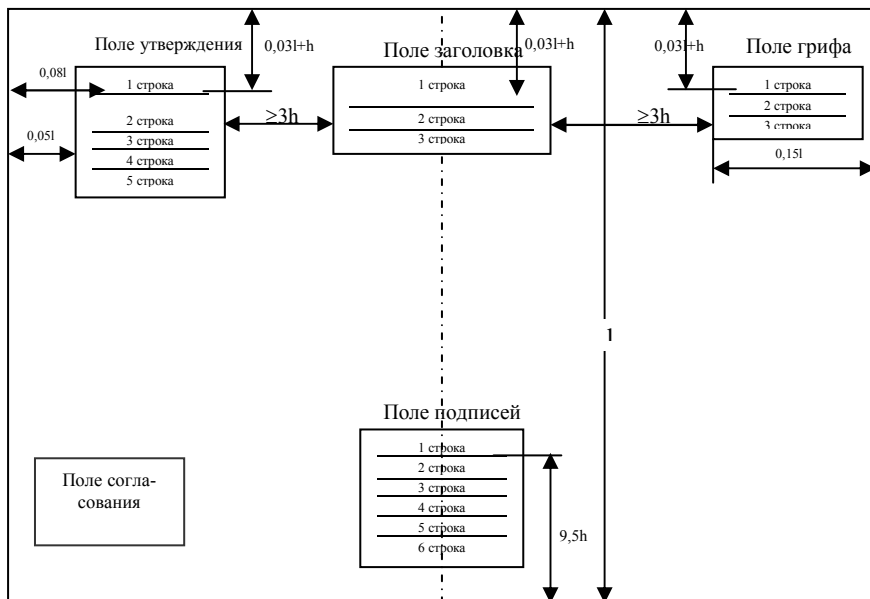 Поле утверждения
0,03l+h
Поле заголовка
0,03l+h
0,03l+h
Поле грифа
0,08l
1 строка
2 строка
3 строка
4 строка
5 строка
0,05l
≥3h
1 строка
2 строка
3 строка
≥3h
1 строка
2 строка
3 строка
0,15l
l
Поле подписей
1 строка
2 строка
3 строка
4 строка
5 строка
6 строка
9,5h
Поле согла-
сования